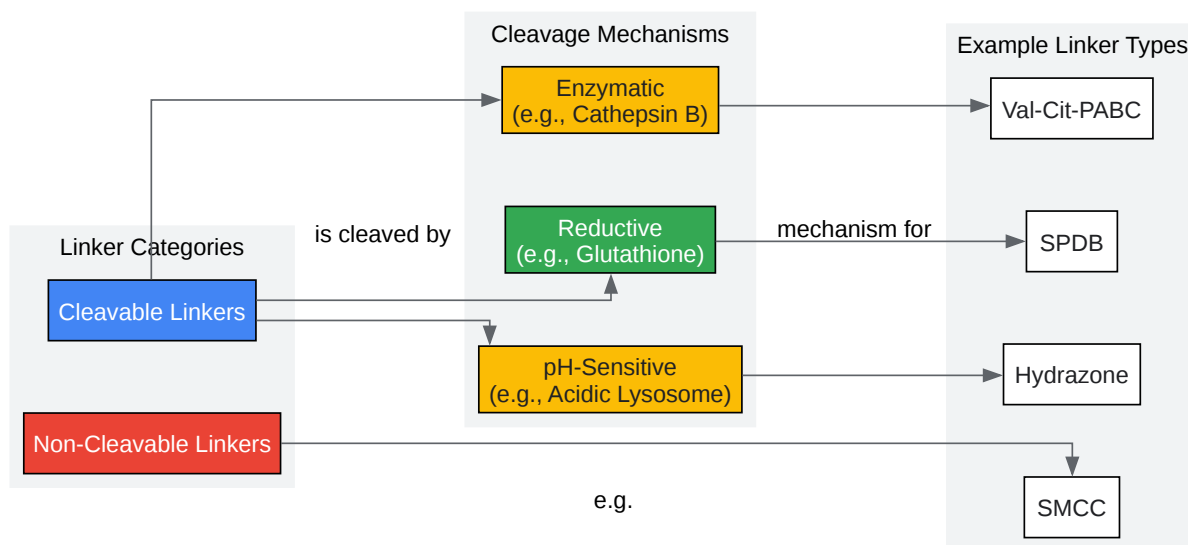 Cleavage Mechanisms
Example Linker Types
Enzymatic
(e.g., Cathepsin B)
Val-Cit-PABC
Linker Categories
is cleaved by
Reductive
(e.g., Glutathione)
mechanism for
SPDB
Cleavable Linkers
pH-Sensitive
(e.g., Acidic Lysosome)
Hydrazone
Non-Cleavable Linkers
e.g.
SMCC